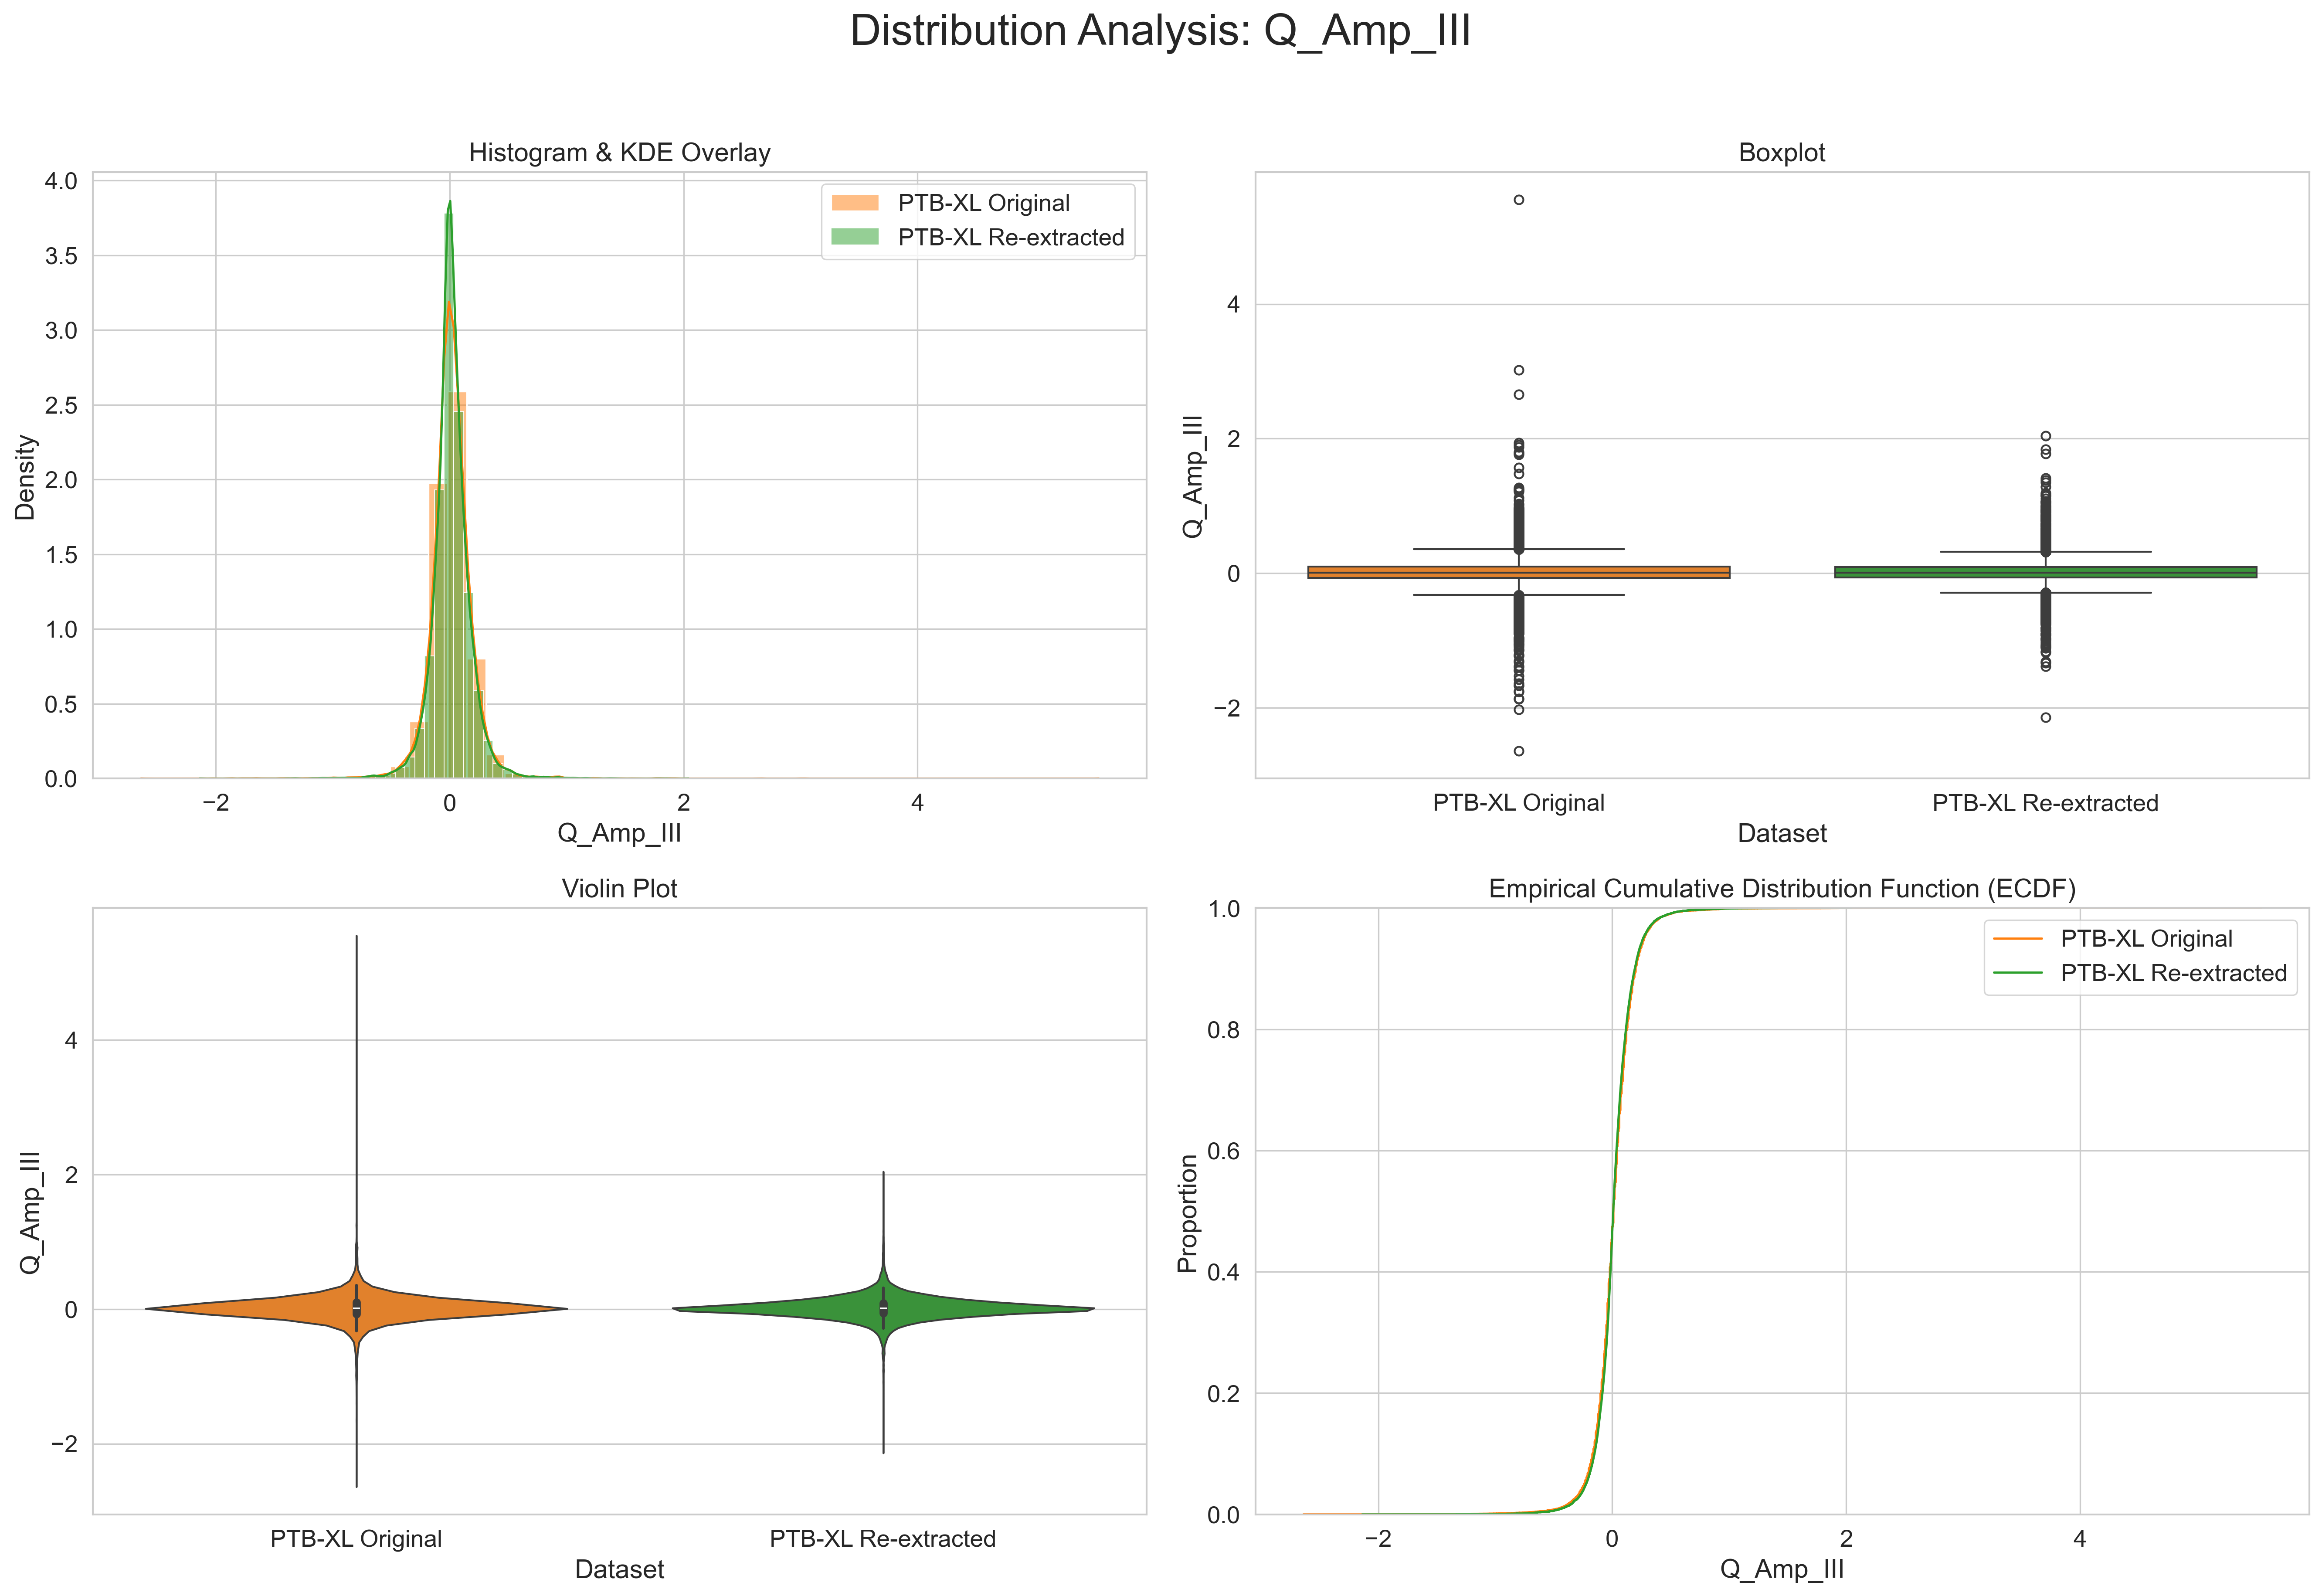 Distribution Analysis: Q_Amp_III
Histogram & KDE Overlay
4.0
3.5
3.0
2.5
2.0
1.5
1.0
0.5
0.0
Density
PTB-XL Original
PTB-XL Re-extracted
−2
0
2
4
Q_Amp_III
Boxplot
4
2
0
−2
Q_Amp_III
PTB-XL Original
PTB-XL Re-extracted
Dataset
Violin Plot
4
2
0
−2
Q_Amp_III
PTB-XL Original
PTB-XL Re-extracted
Dataset
Empirical Cumulative Distribution Function (ECDF)
1.0
0.8
0.6
0.4
0.2
0.0
Proportion
PTB-XL Original
PTB-XL Re-extracted
−2
0
2
4
Q_Amp_III